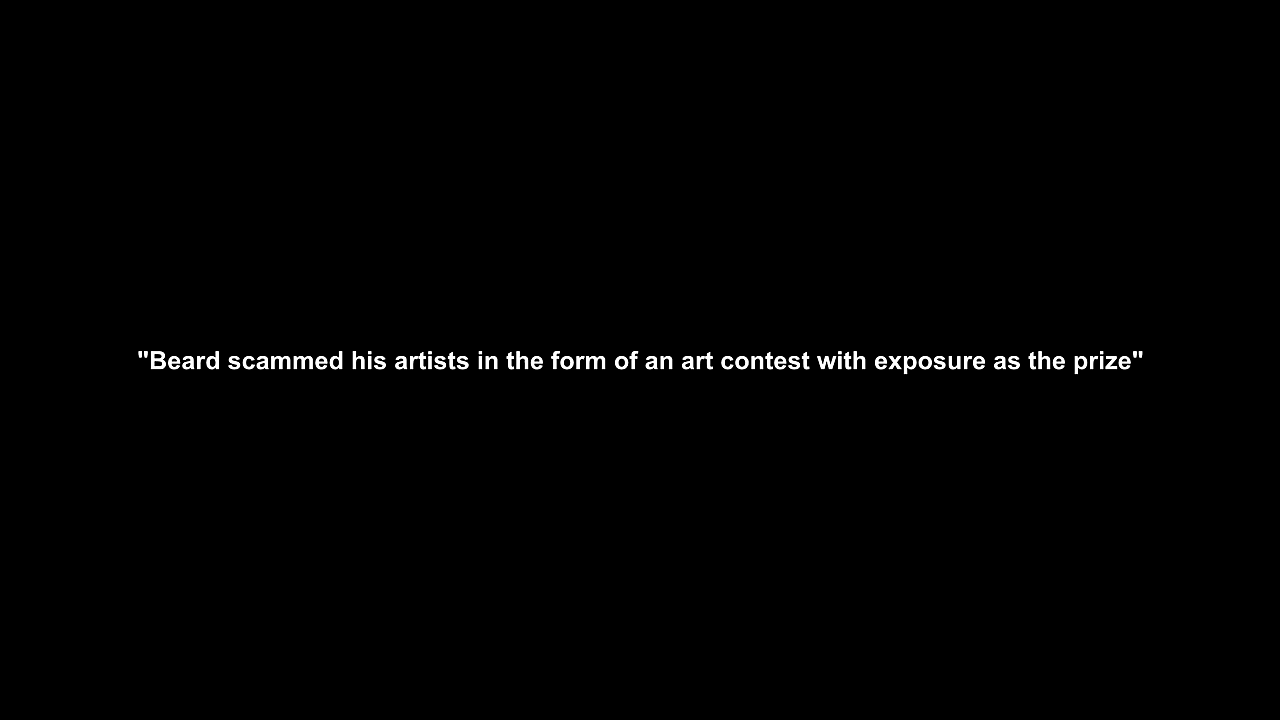 "Beard scammed his artists in the form of an art contest with exposure as the prize"